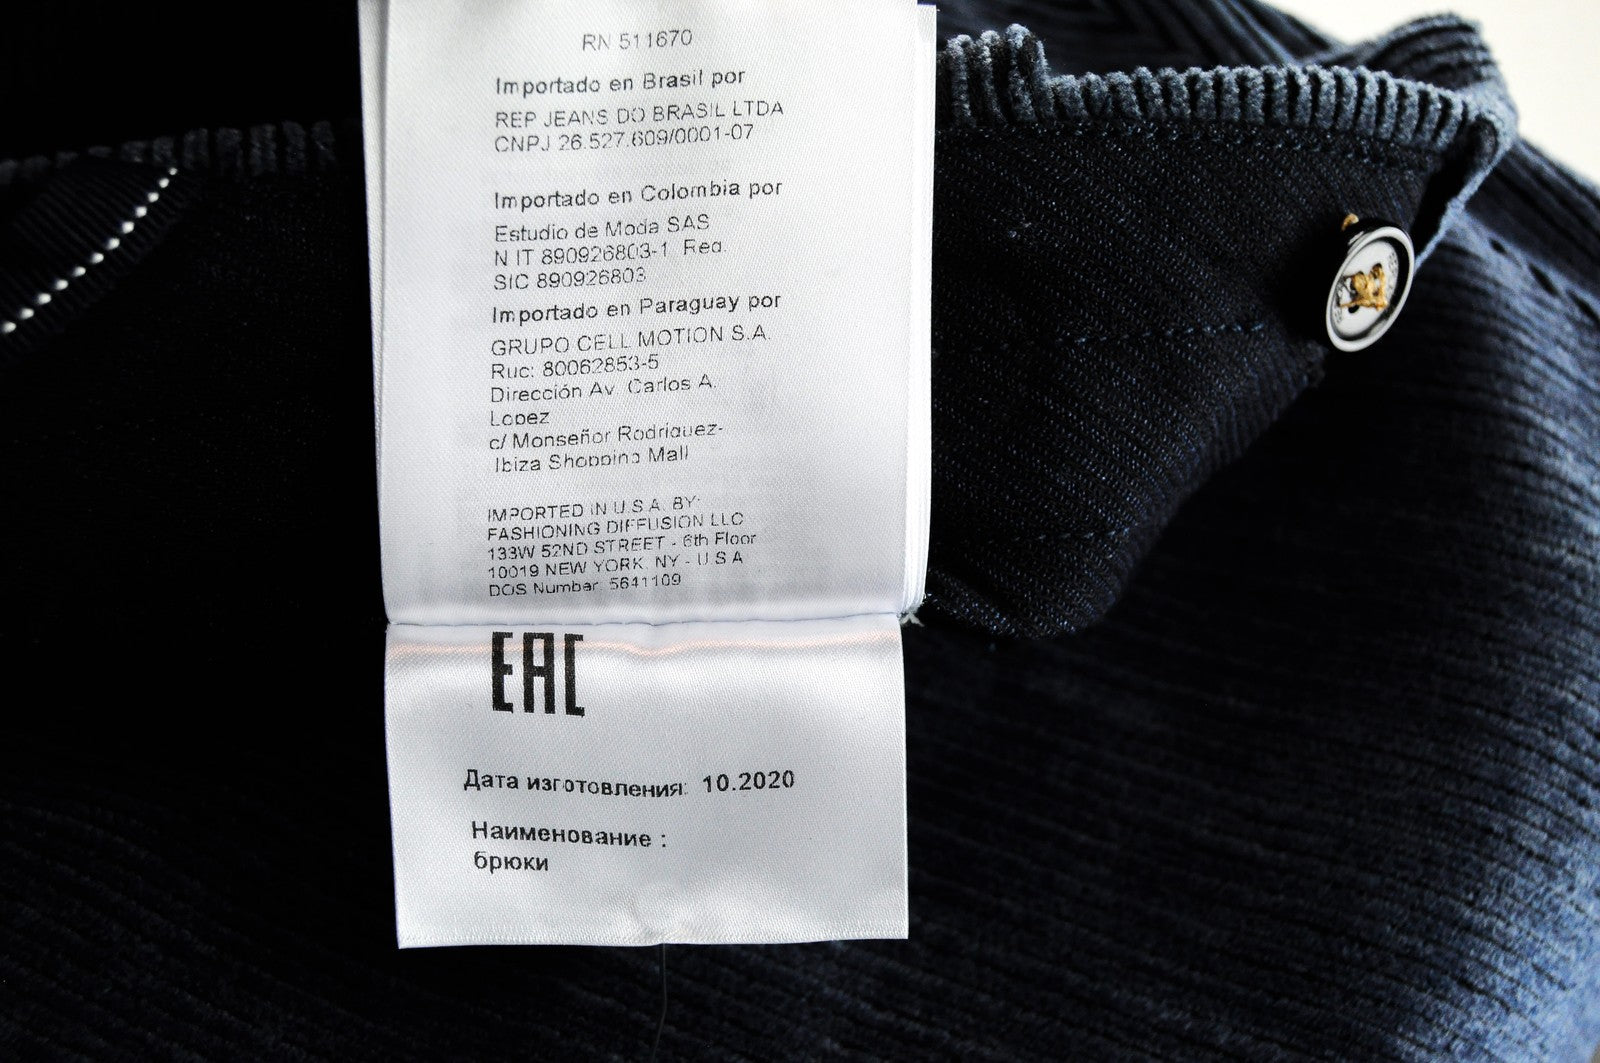 RN 511670
Importado en Brasil por
REP JEANS DO BRASIL LTDA
CNPJ 26.527.609/0001-07
Importado en Colombia por
Estudio de Moda SAS
N IT 890926803-1 Reg.
SIC 890926803
Importado en Paraguay por
GRUPO CELL MOTION S.A.
Ruc: 80062853-5
Dirección Av. Carlos A.
Lopez
c/ Monseñor Rodriguez-
Ibiza Shopping Mall
IMPORTED IN U.S.A. BY:
FASHIONING DIFFUSION LLC
133W 52ND STREET - 6th Floor
10019 NEW YORK, NY - U S A
DOS Number 5641109
EAC
Дата изготовления: 10.2020
Наименование :
брюки